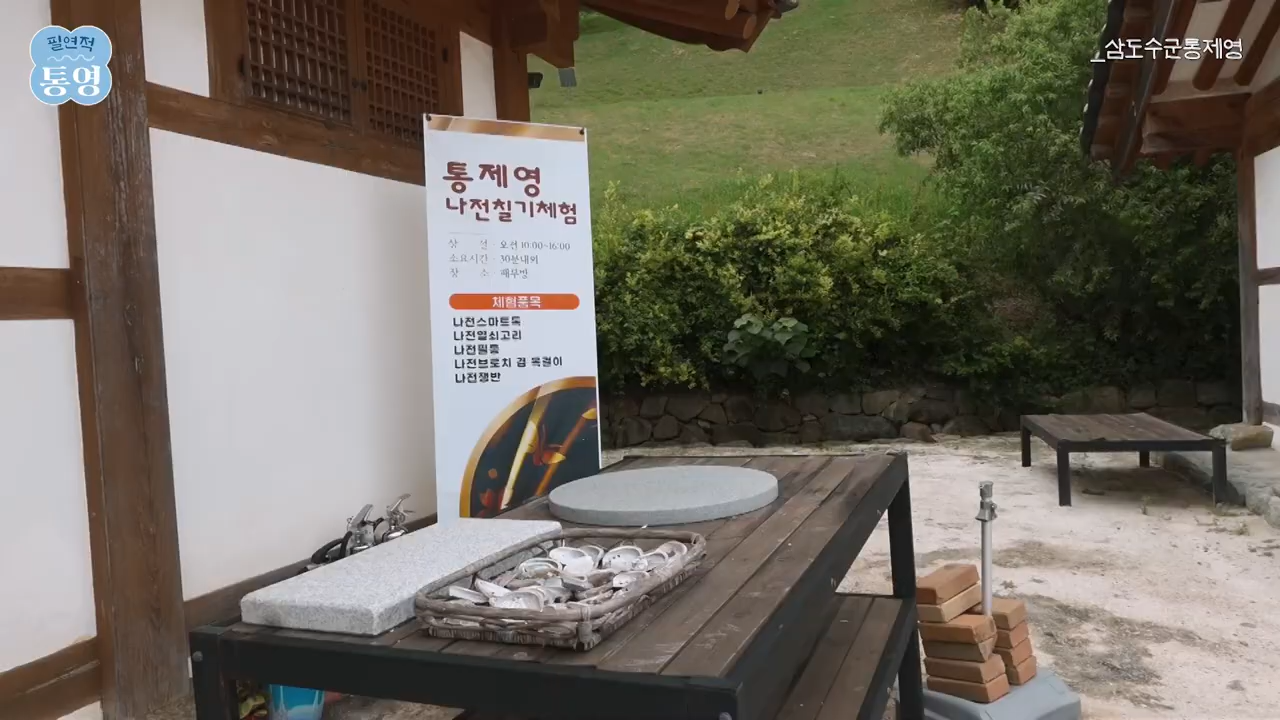 필연적
통영
_삼도수군통제영
통제영
나전칠기체험
상 설 - 오전 10:00~16:00
소요시간 - 30분내외
장 소 - 패부방
체험품목
나전스마트톡
나전열쇠고리
나전필통
나전브로치 겸 목걸이
나전쟁반